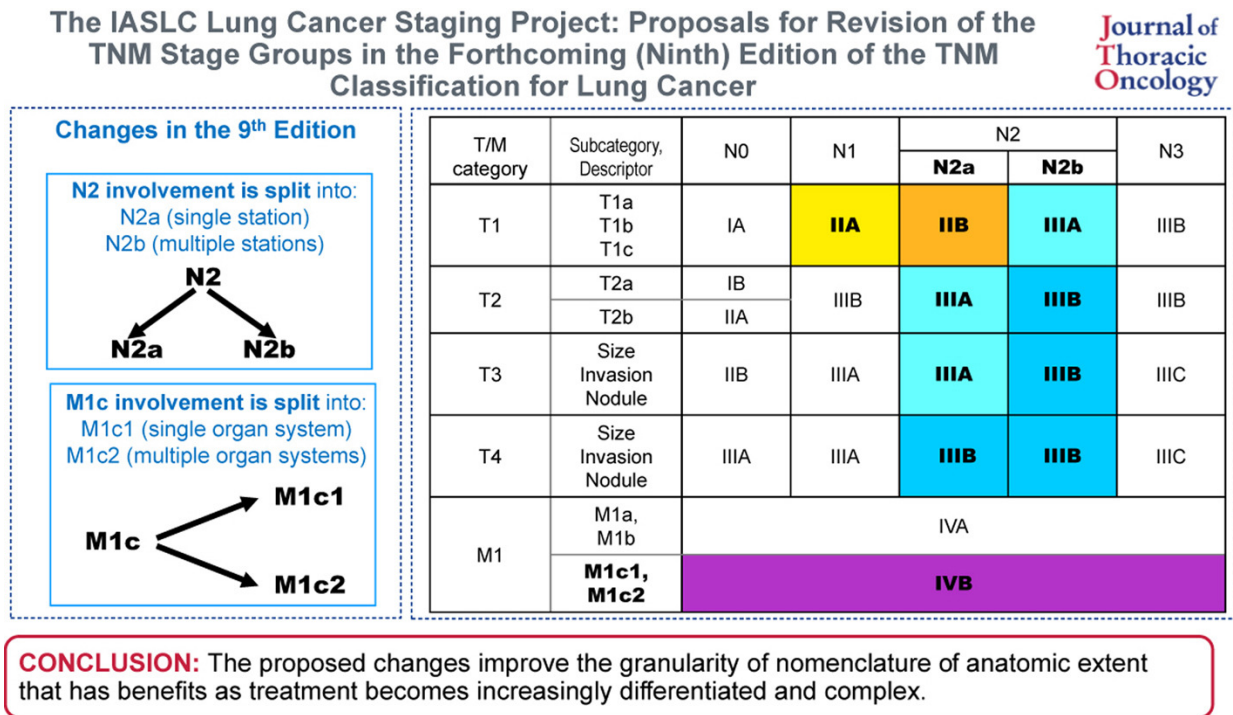 The IASLC Lung Cancer Staging Project: Proposals for Revision of the
TNM Stage Groups in the Forthcoming (Ninth) Edition of the TNM
Classification for Lung Cancer
Journal of
Thoracic
Oncology
Changes in the 9th Edition
N2 involvement is split into:
N2a (single station)
N2b (multiple stations)
N2
N2a N2b
M1c involvement is split into:
M1c1 (single organ system)
M1c2 (multiple organ systems)
M1c1
M1c
M1c2
T/M category Subcategory, Descriptor N0 N1 N2 N3
N2a N2b
T1 T1a T1b T1c IA IIA IIB IIIA IIIB
T2 T2a IB IIIB IIIA IIIB IIIB
T2b IIA
T3 Size Invasion Nodule IIB IIIA IIIA IIIB IIIC
T4 Size Invasion Nodule IIIA IIIA IIIB IIIB IIIC
M1 M1a, M1b IVA
M1c1, M1c2 IVB
CONCLUSION: The proposed changes improve the granularity of nomenclature of anatomic extent
that has benefits as treatment becomes increasingly differentiated and complex.